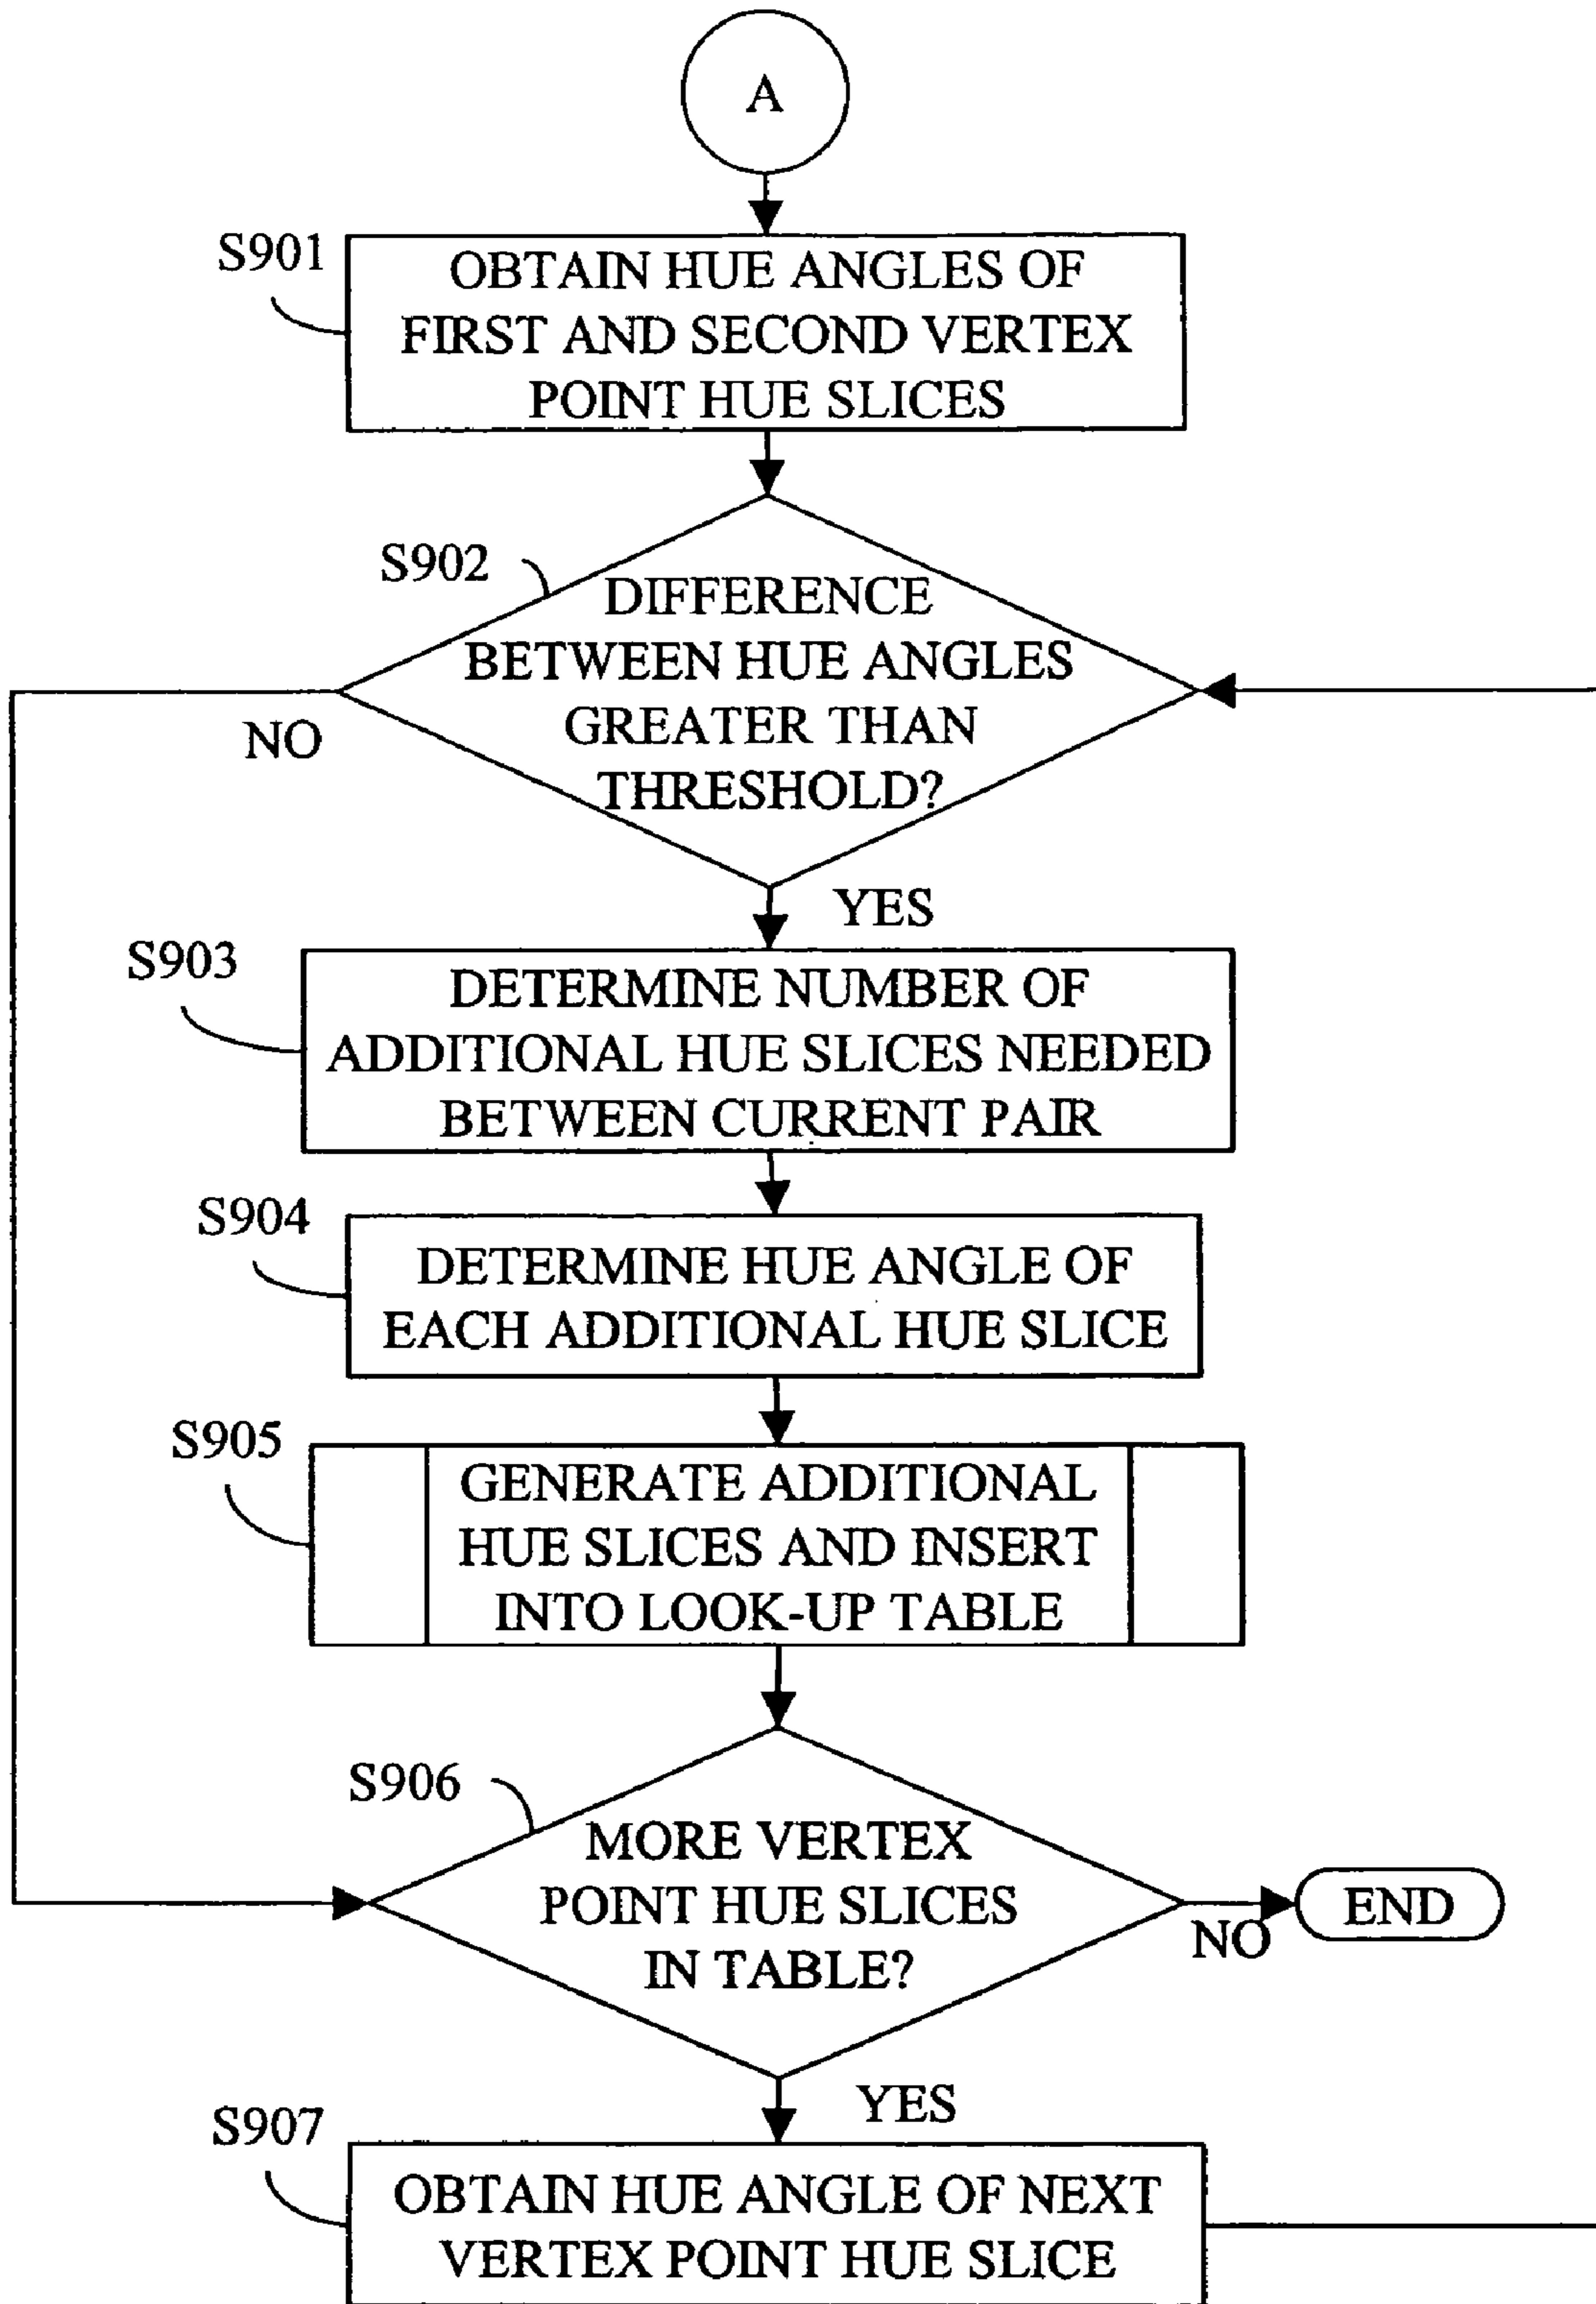 A
S901
OBTAIN HUE ANGLES OF
FIRST AND SECOND VERTEX
POINT HUE SLICES
S902
DIFFERENCE
BETWEEN HUE ANGLES
GREATER THAN
THRESHOLD?
NO
YES
S903
DETERMINE NUMBER OF
ADDITIONAL HUE SLICES NEEDED
BETWEEN CURRENT PAIR
S904
DETERMINE HUE ANGLE OF
EACH ADDITIONAL HUE SLICE
S905
GENERATE ADDITIONAL
HUE SLICES AND INSERT
INTO LOOK-UP TABLE
S906
MORE VERTEX
POINT HUE SLICES
IN TABLE?
NO
END
YES
S907
OBTAIN HUE ANGLE OF NEXT
VERTEX POINT HUE SLICE